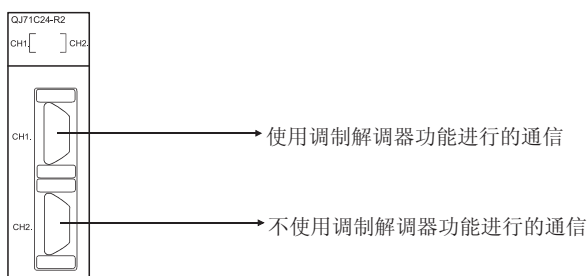 QJ71C24-R2
CH1. CH2.
CH1.
使用调制解调器功能进行的通信
CH2.
不使用调制解调器功能进行的通信